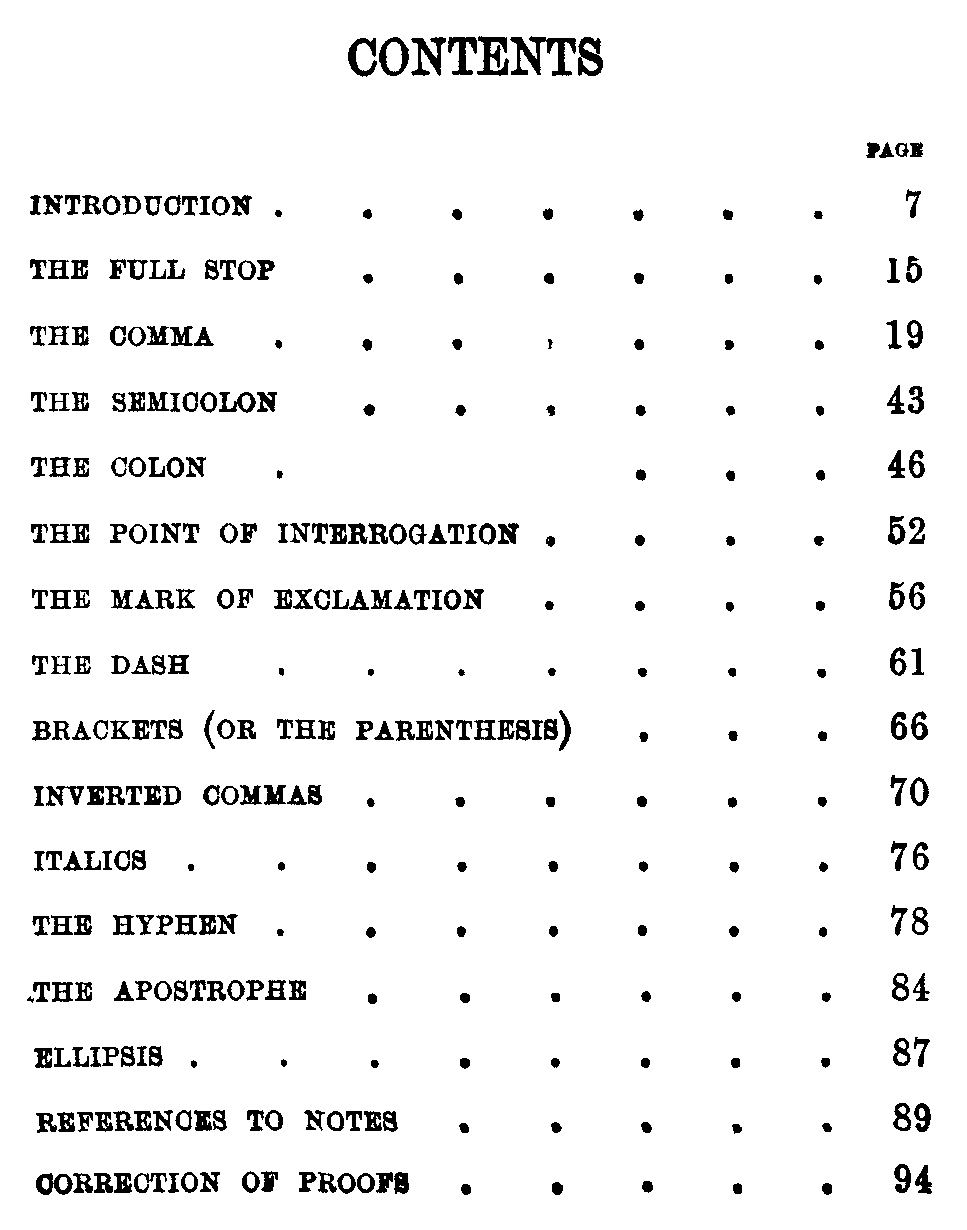 CONTENTS
PAGE
INTRODUCTION . . . . . . . 7
THE FULL STOP . . . . . . 15
THE COMMA . . . . . . . 19
THE SEMICOLON . . . . . . 43
THE COLON . . . . 46
THE POINT OF INTERROGATION . . . . 52
THE MARK OF EXCLAMATION . . . . 56
THE DASH . . . . . . . 61
BRACKETS (OR THE PARENTHESIS) . . . 66
INVERTED COMMAS . . . . . . 70
ITALICS . . . . . . . . 76
THE HYPHEN . . . . . . . 78
THE APOSTROPHE . . . . . . 84
ELLIPSIS . . . . . . . . 87
REFERENCES TO NOTES . . . . . 89
CORRECTION OF PROOFS . . . . . 94